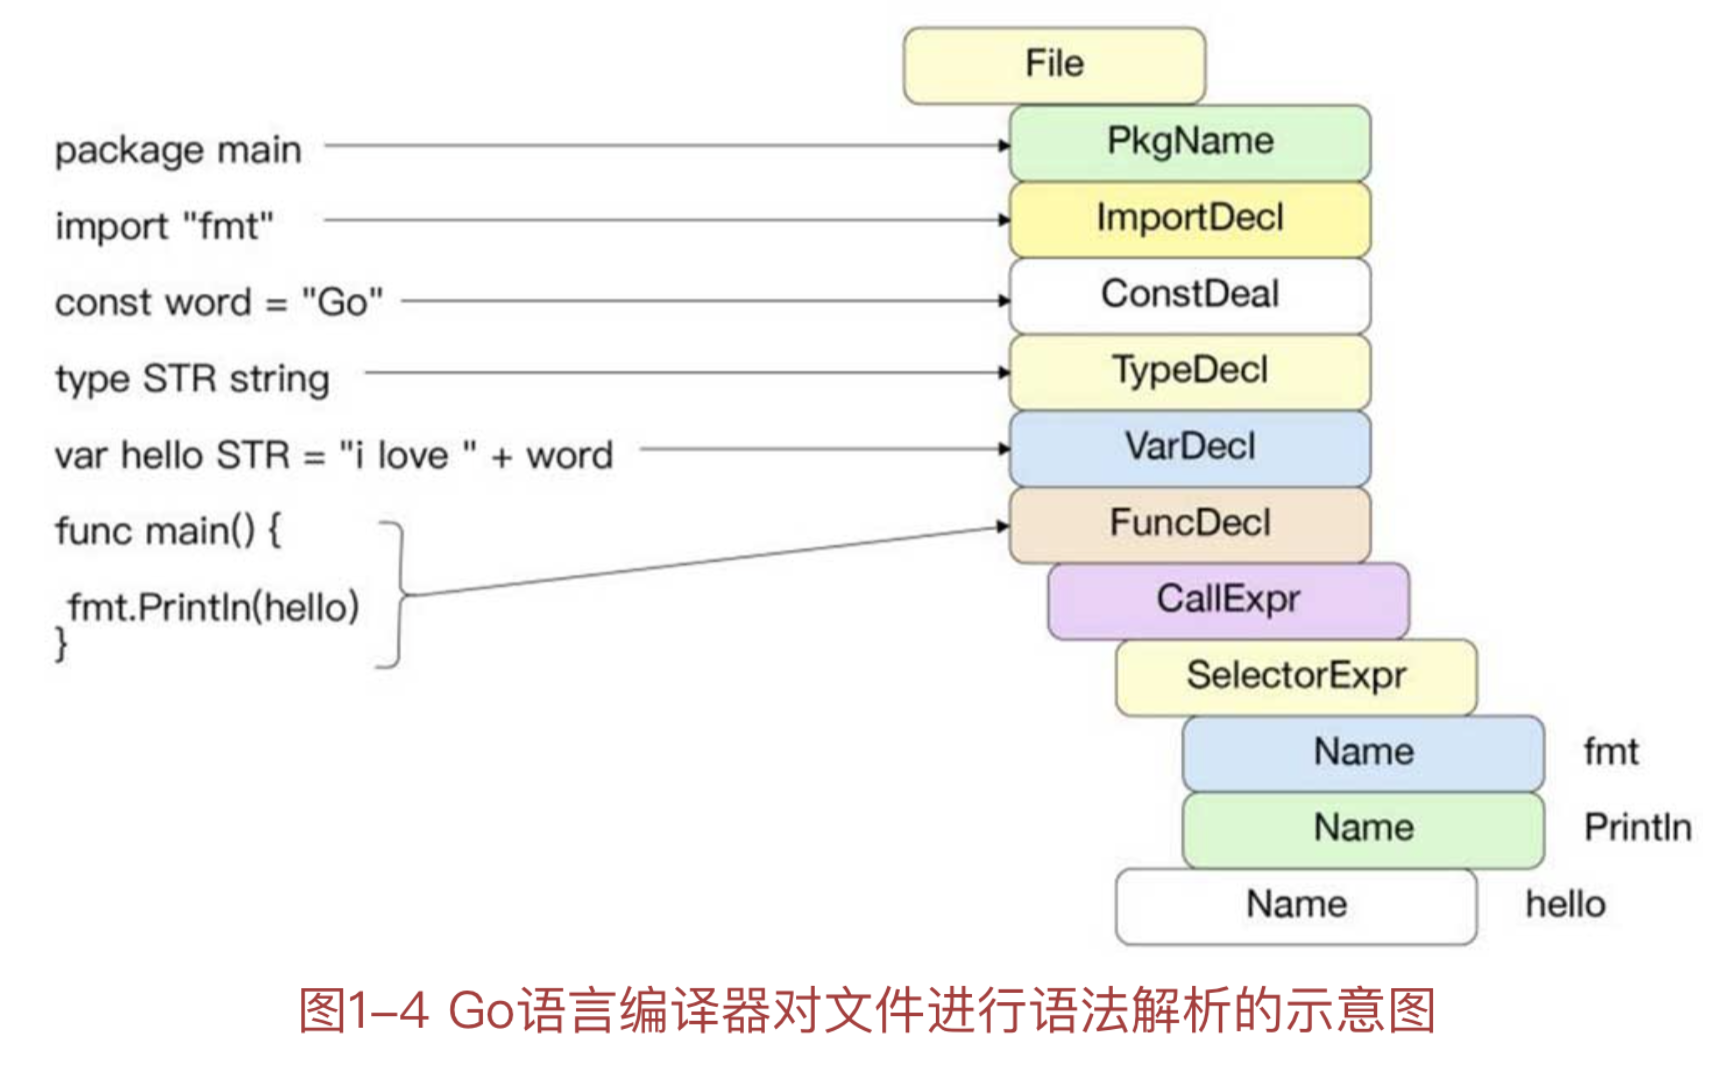 File
package main
PkgName
import "fmt"
ImportDecl
const word = "Go"
ConstDeal
type STR string
TypeDecl
var hello STR = "i love " + word
VarDecl
func main() {
FuncDecl
fmt.Println(hello)
CallExpr
}
SelectorExpr
Name fmt
Name Println
Name hello
图1–4 Go语言编译器对文件进行语法解析的示意图